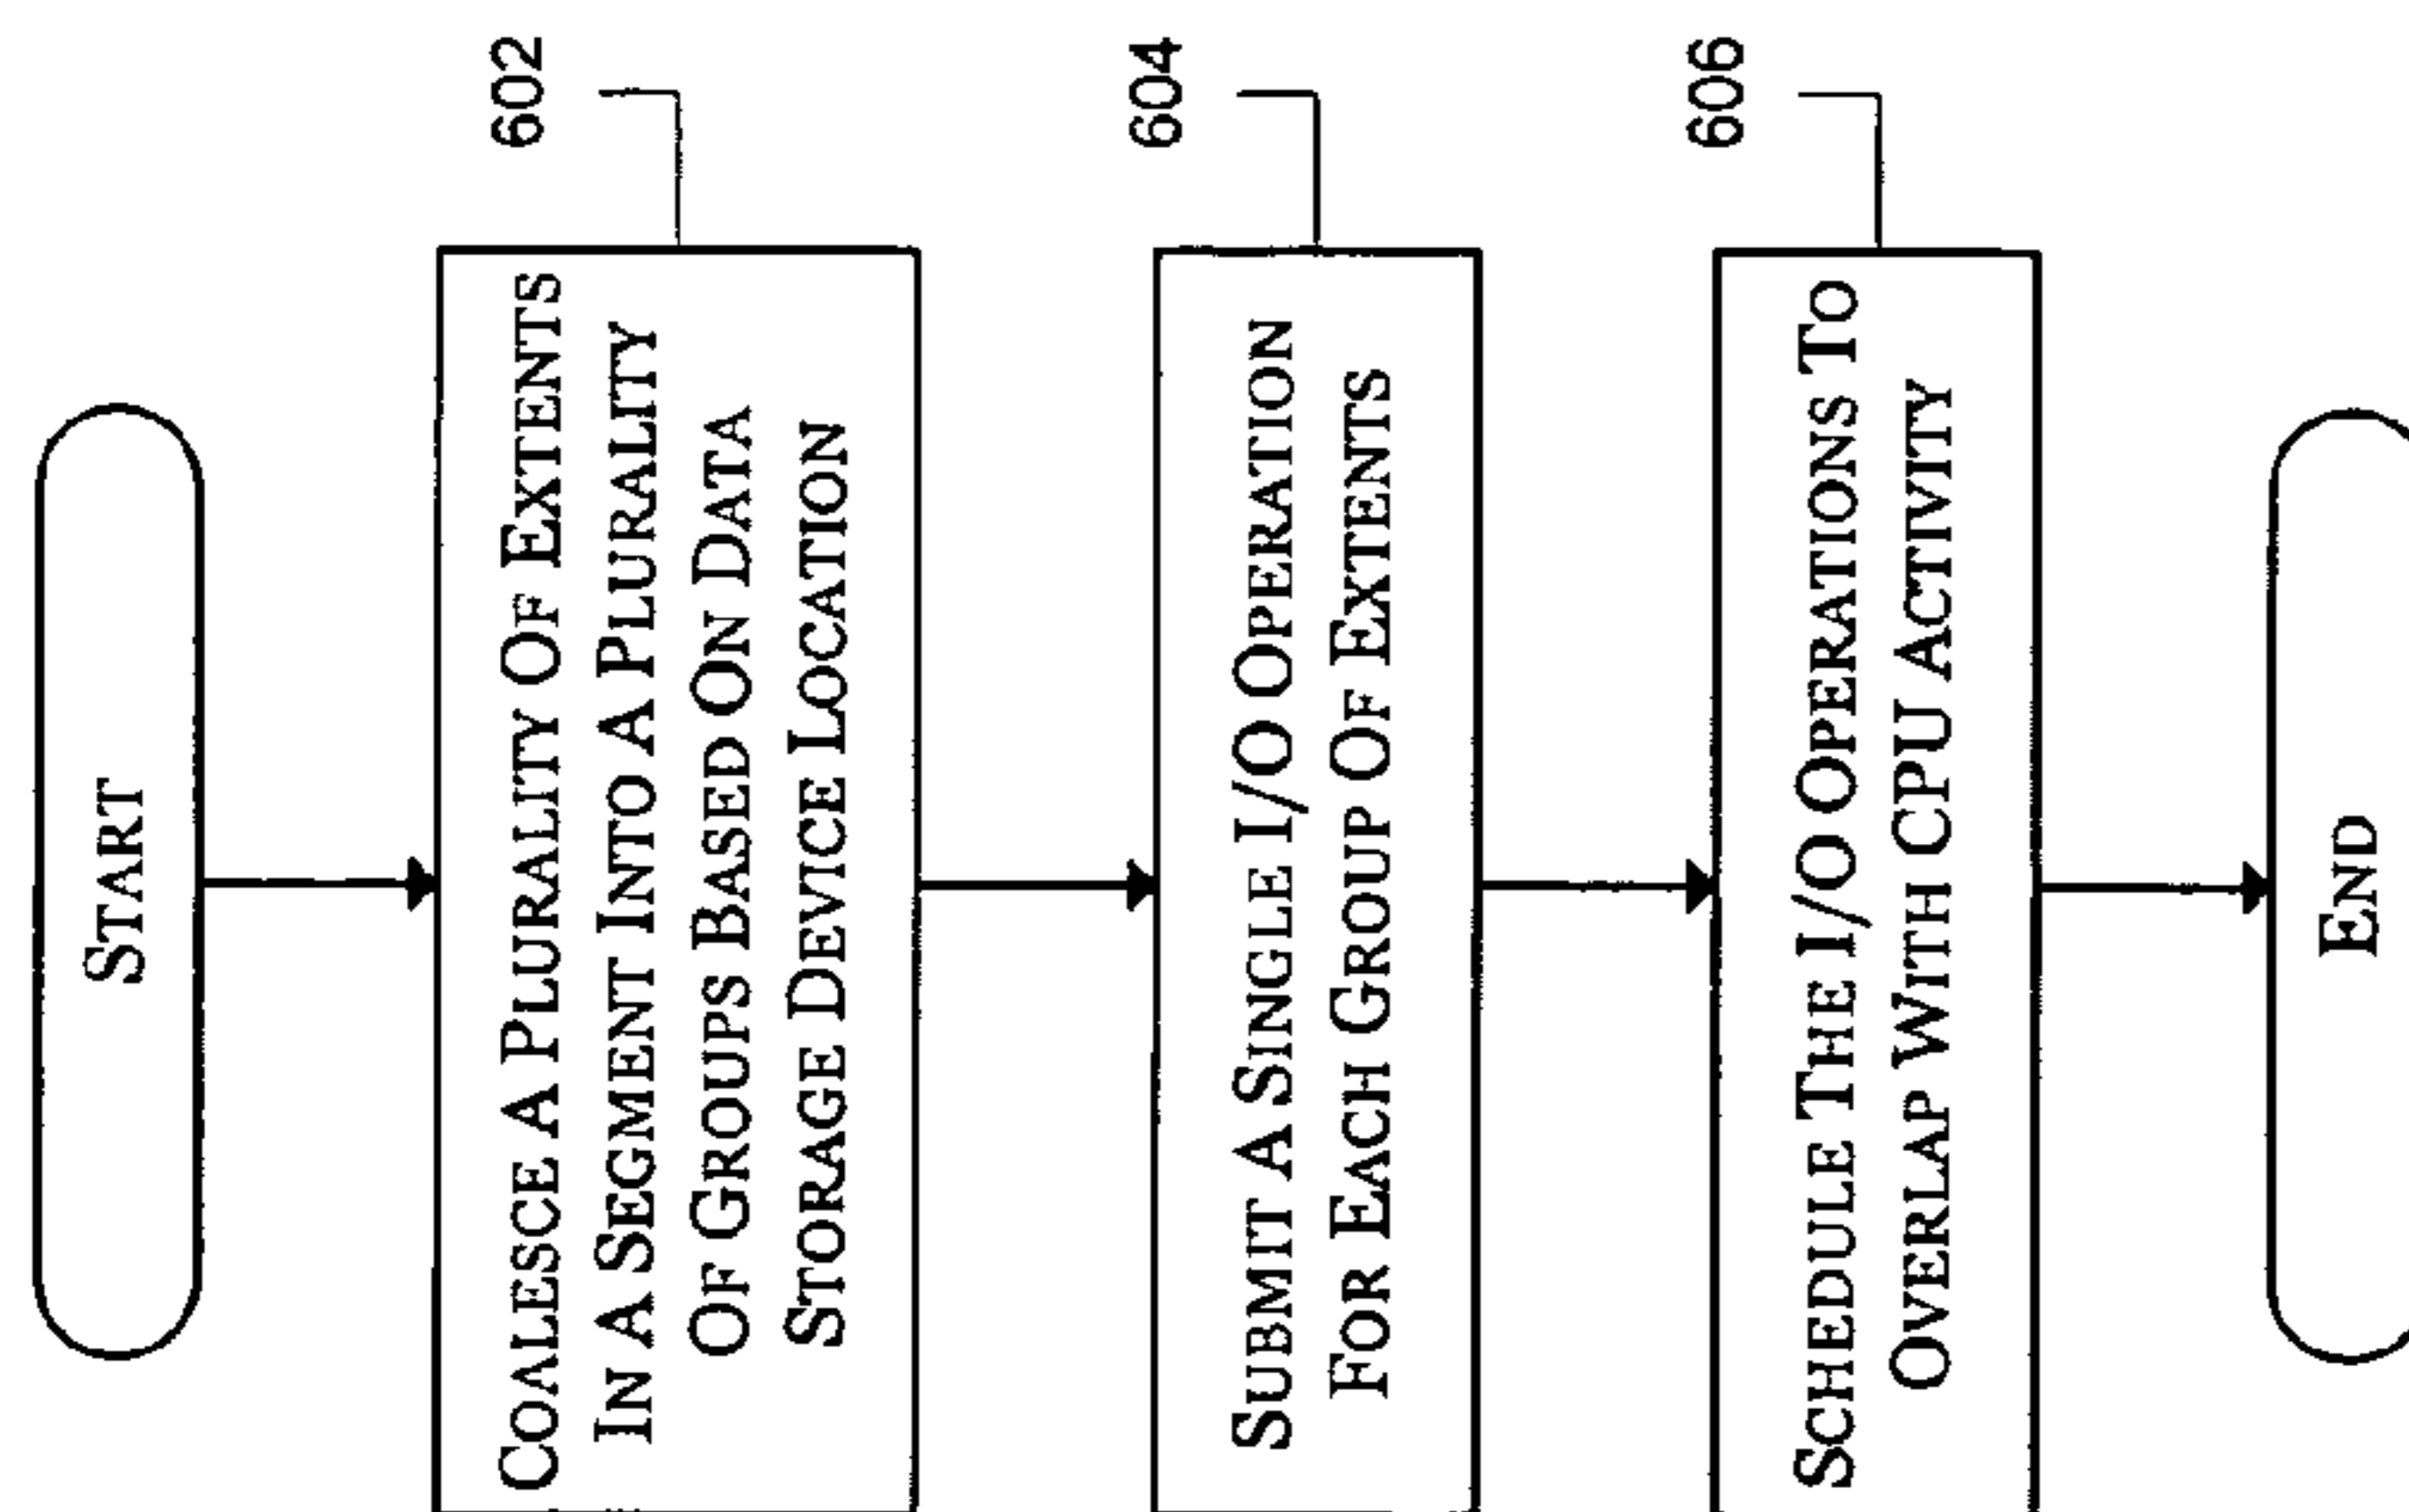 START
602
COALESCE A PLURALITY OF EXTENTS
IN A SEGMENT INTO A PLURALITY
OF GROUPS BASED ON DATA
STORAGE DEVICE LOCATION
604
SUBMIT A SINGLE I/O OPERATION
FOR EACH GROUP OF EXTENTS
606
SCHEDULE THE I/O OPERATIONS TO
OVERLAP WITH CPU ACTIVITY
END